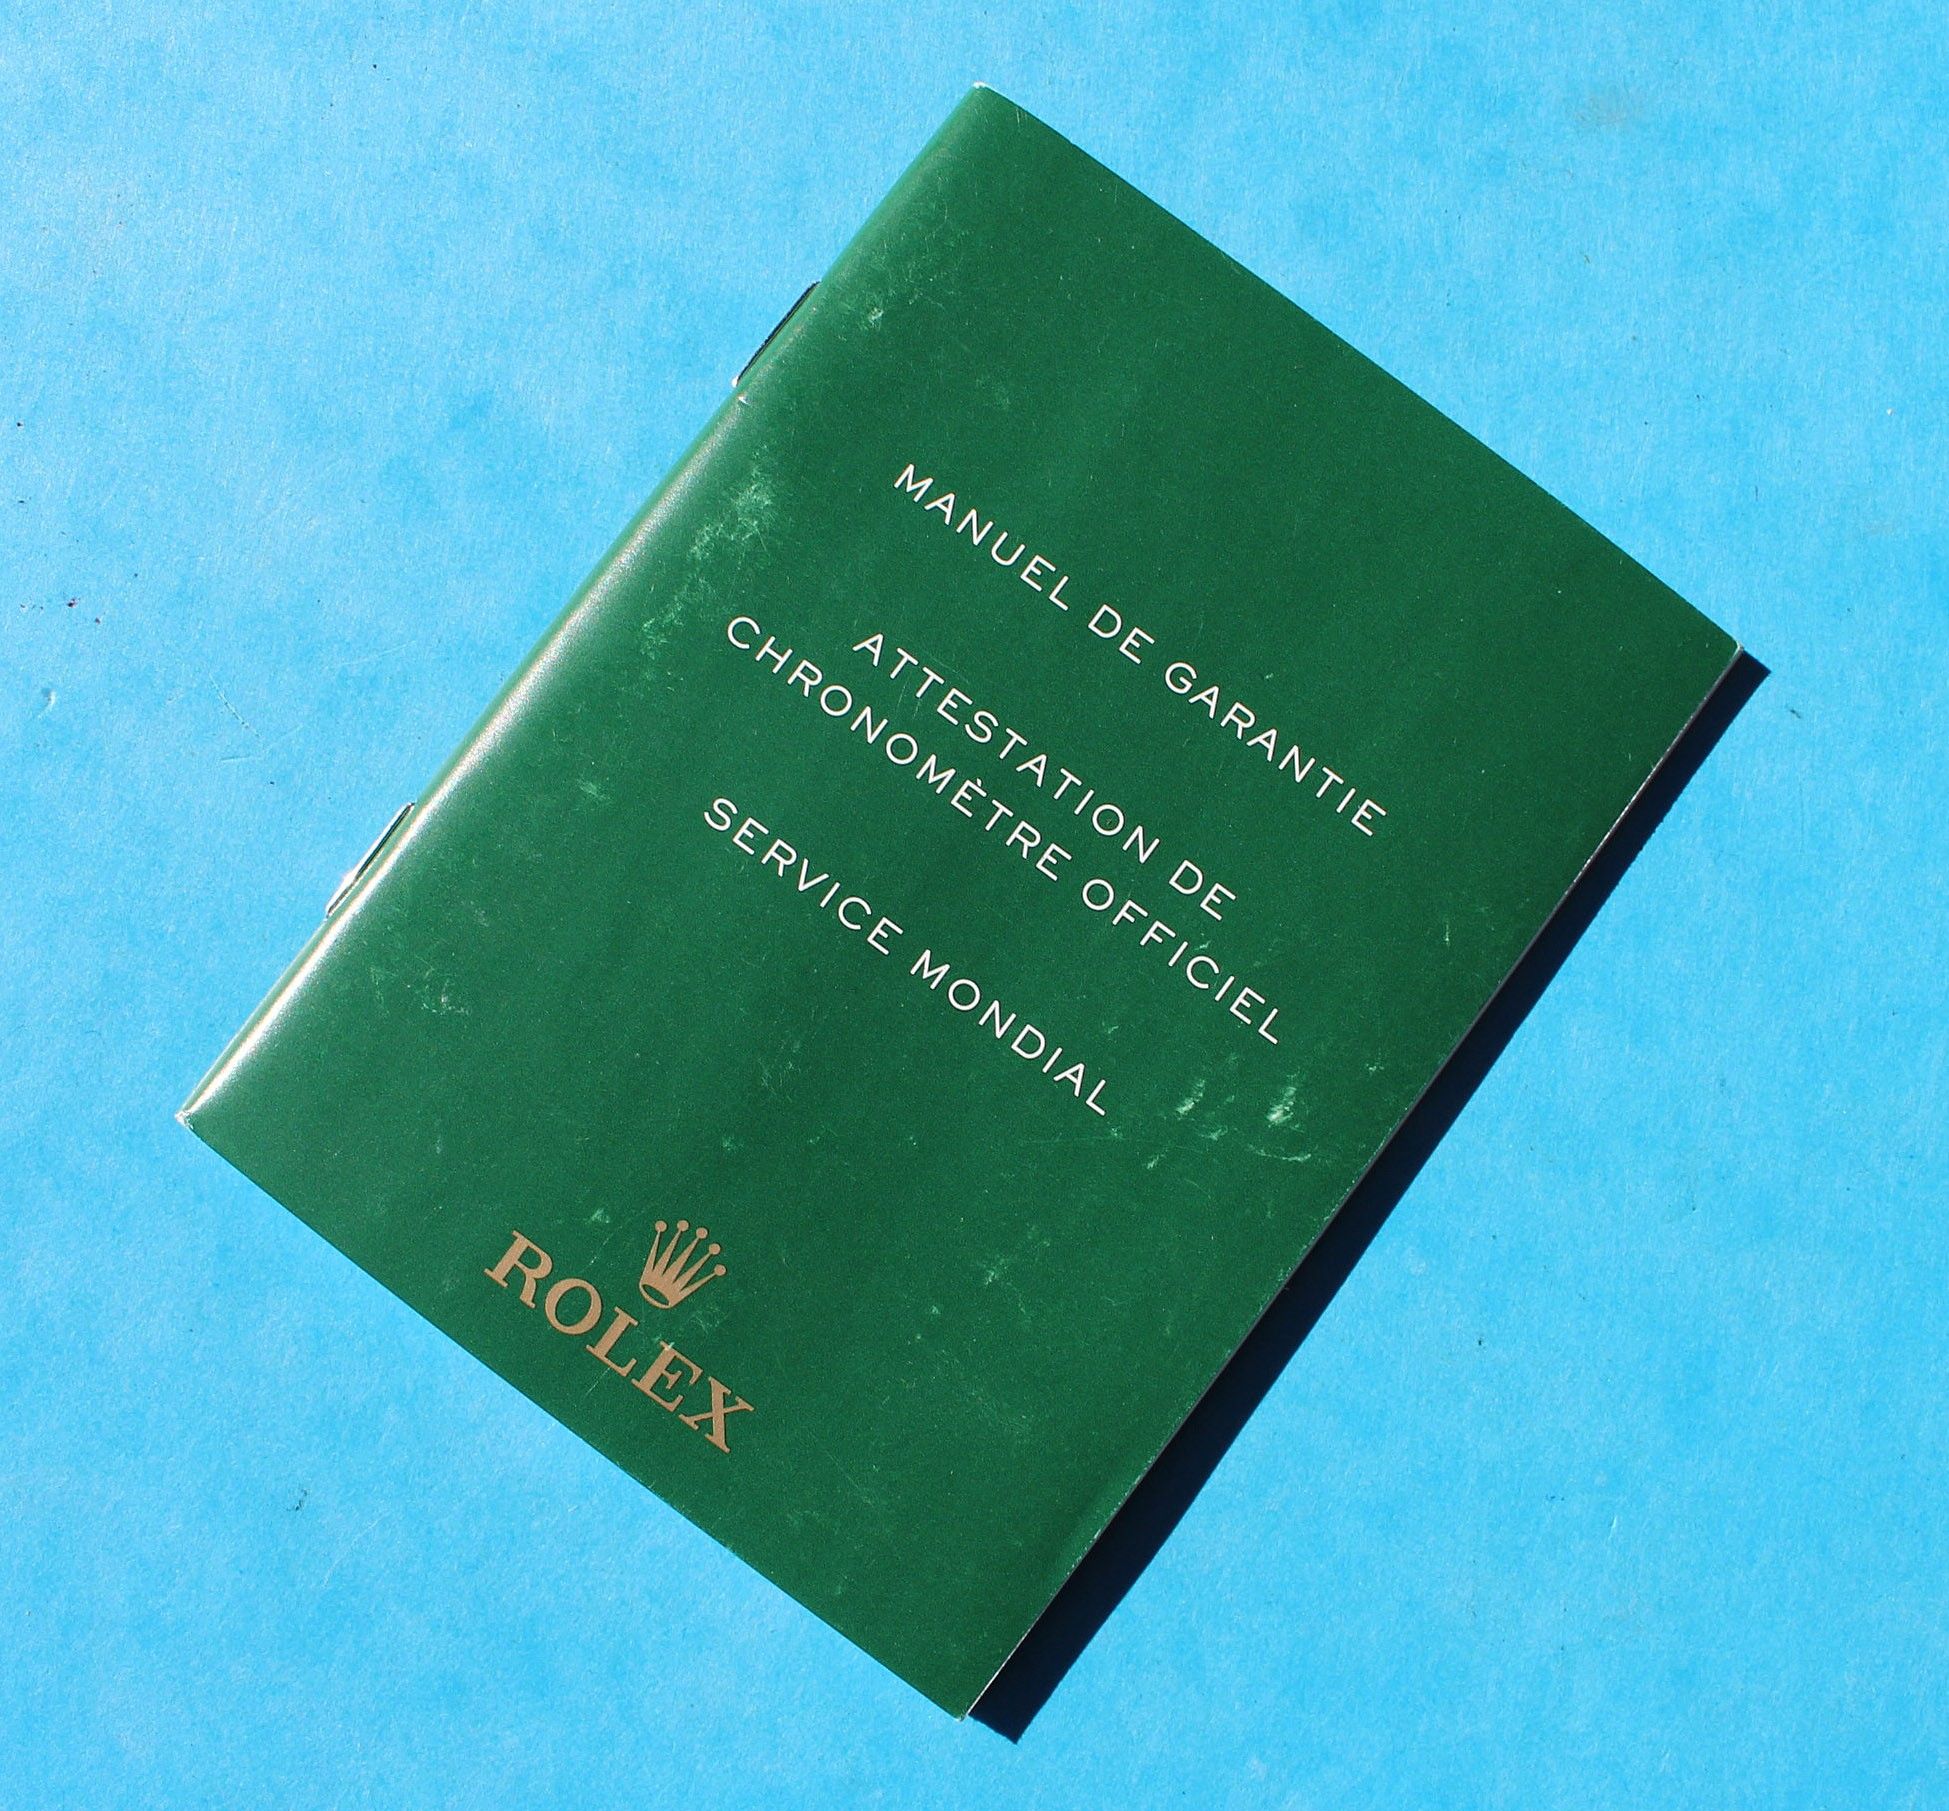 MANUEL DE GARANTIE
ATTESTATION DE
CHRONOMÈTRE OFFICIEL
SERVICE MONDIAL
ROLEX